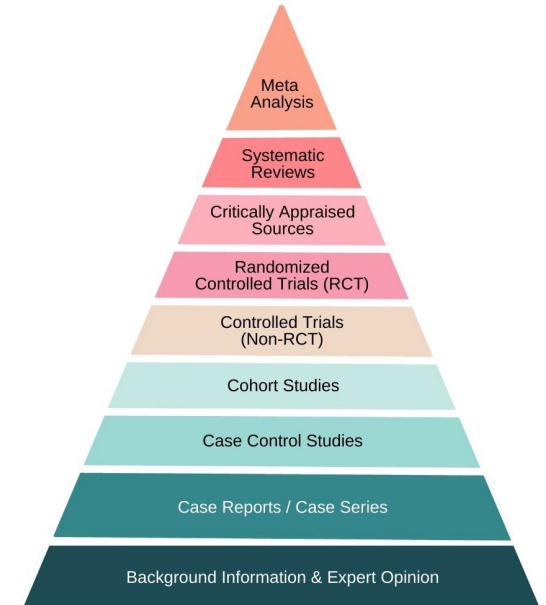 Meta
Analysis
Systematic
Reviews
Critically Appraised
Sources
Randomized
Controlled Trials (RCT)
Controlled Trials
(Non-RCT)
Cohort Studies
Case Control Studies
Case Reports / Case Series
Background Information & Expert Opinion